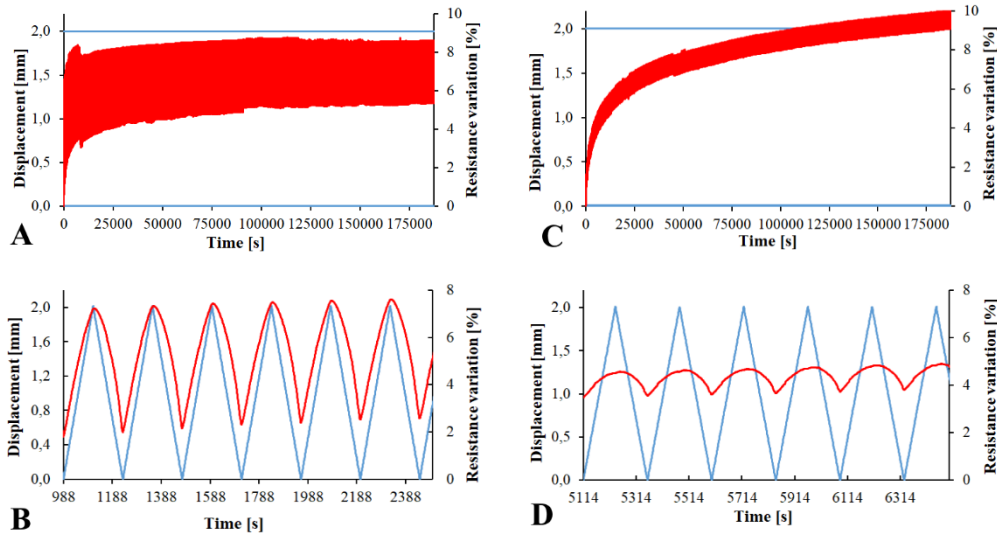 10
2,0
8
1,5
6
1,0
4
0,5
2
0,0
0
0 25000 50000 75000 100000 125000 150000 175000
Displacement [mm]
Resistance variation [%]
Time [s]
A
10
2,0
8
1,5
6
1,0
4
0,5
2
0,0
0
0 25000 50000 75000 100000 125000 150000 175000
Displacement [mm]
Resistance variation [%]
Time [s]
C
8
2,0
1,6
6
1,2
4
0,8
2
0,4
0,0
0
988 1188 1388 1588 1788 1988 2188 2388
Displacement [mm]
Resistance variation [%]
Time [s]
B
8
2,0
6
1,5
4
1,0
2
0,5
0,0
0
5114 5314 5514 5714 5914 6114 6314
Displacement [mm]
Resistance variation [%]
Time [s]
D